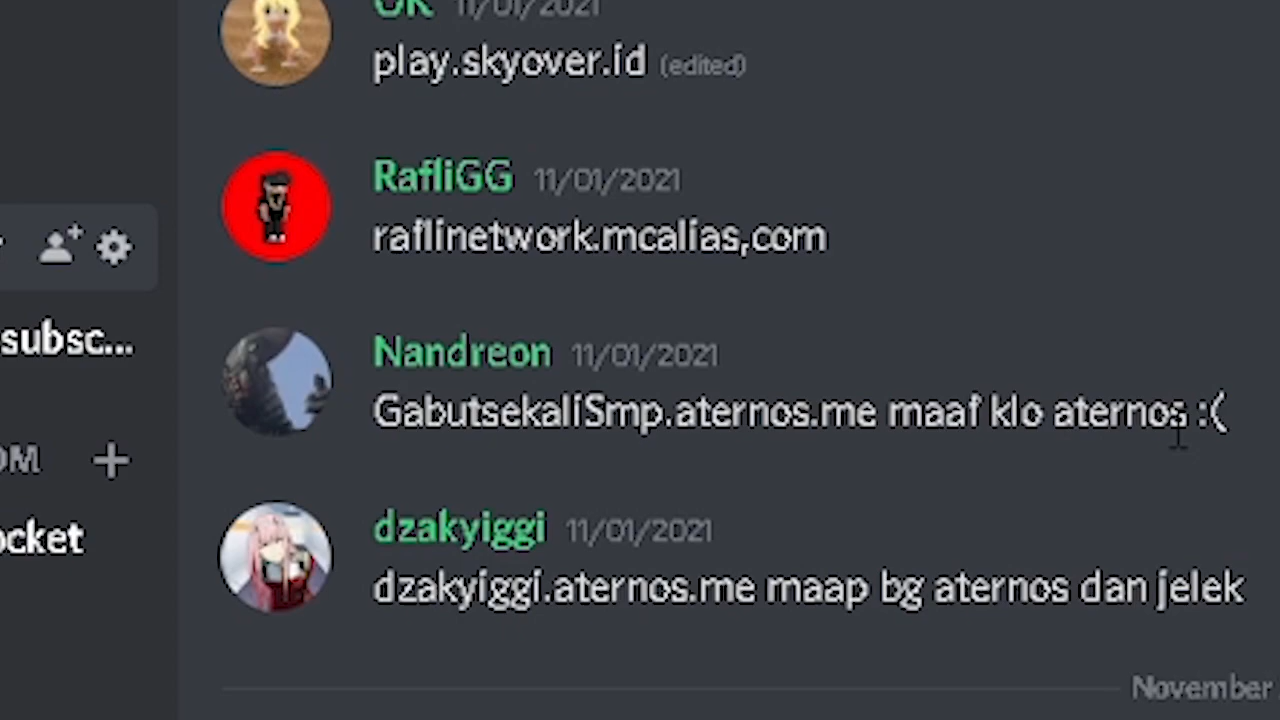 OK 11/01/2021
play.skyover.id (edited)
RafliGG 11/01/2021
raflinetwork.mcalias,com
subsc...
Nandreon 11/01/2021
GabutsekaliSmp.aternos.me maaf klo aternos :(
OM
ocket
dzakyiggi 11/01/2021
dzakyiggi.aternos.me maap bg aternos dan jelek
November